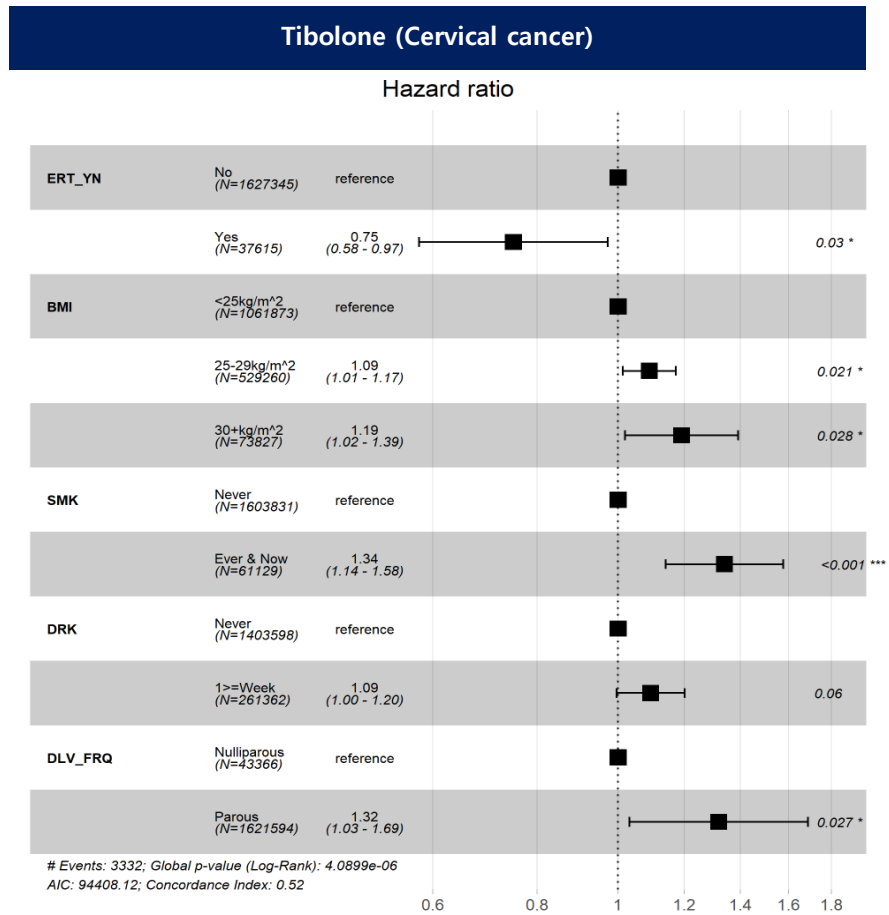 Tibolone (Cervical cancer)
Hazard ratio
ERT_YN
No
(N=1627345)
reference
Yes
(N=37615)
0.75
(0.58 - 0.97)
0.03 *
BMI
<25kg/m^2
(N=1061873)
reference
25-29kg/m^2
(N=529260)
1.09
(1.01 - 1.17)
0.021 *
30+kg/m^2
(N=73827)
1.19
(1.02 - 1.39)
0.028 *
SMK
Never
(N=1603831)
reference
Ever & Now
(N=61129)
1.34
(1.14 - 1.58)
<0.001 ***
DRK
Never
(N=1403598)
reference
1>=Week
(N=261362)
1.09
(1.00 - 1.20)
0.06
DLV_FRQ
Nulliparous
(N=43366)
reference
Parous
(N=1621594)
1.32
(1.03 - 1.69)
0.027 *
# Events: 3332; Global p-value (Log-Rank): 4.0899e-06
AIC: 94408.12; Concordance Index: 0.52
0.6 0.8 1 1.2 1.4 1.6 1.8